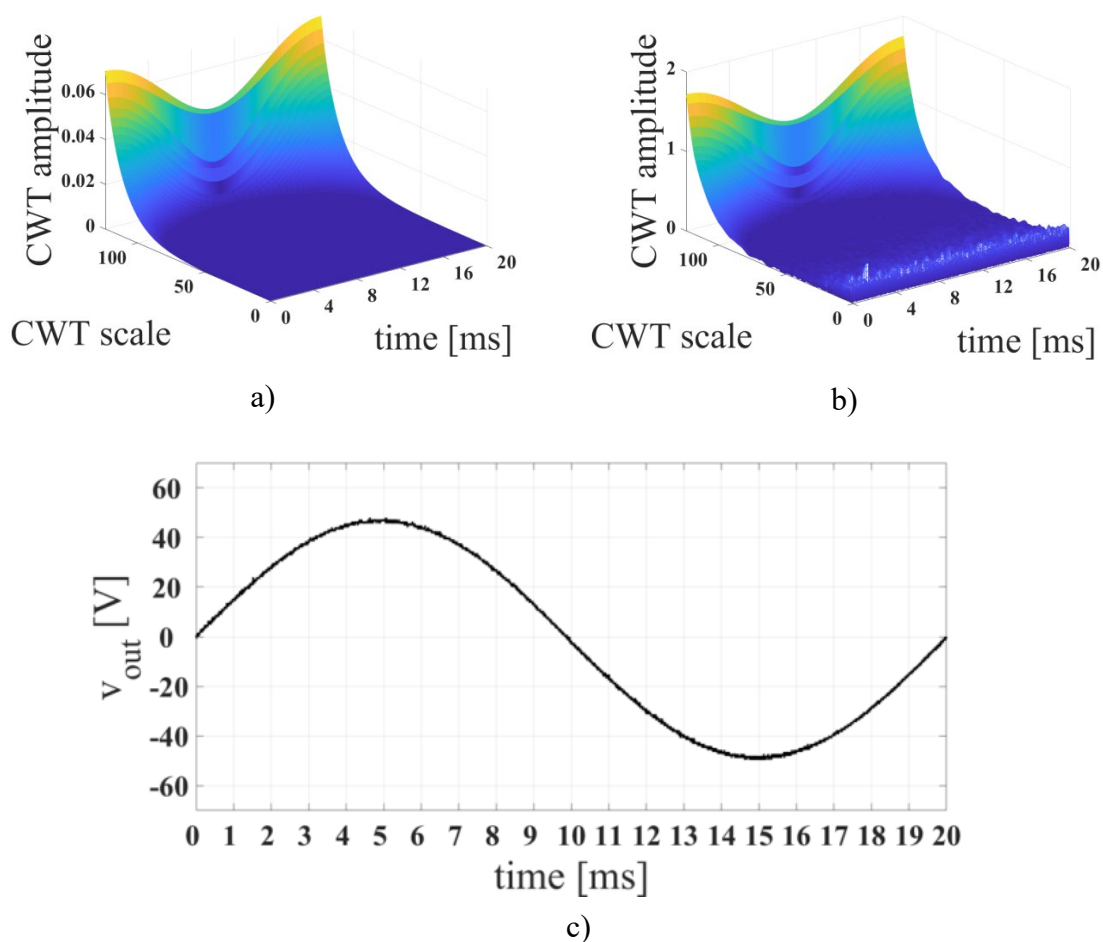 CWT amplitude
0.06
0.04
0.02
0
100
50
0
0
4
8
12
16
20
CWT scale
time [ms]
a)
CWT amplitude
2
1
0
100
50
0
0
4
8
12
16
20
CWT scale
time [ms]
b)
v_out [V]
60
40
20
0
-20
-40
-60
0 1 2 3 4 5 6 7 8 9 10 11 12 13 14 15 16 17 18 19 20
time [ms]
c)